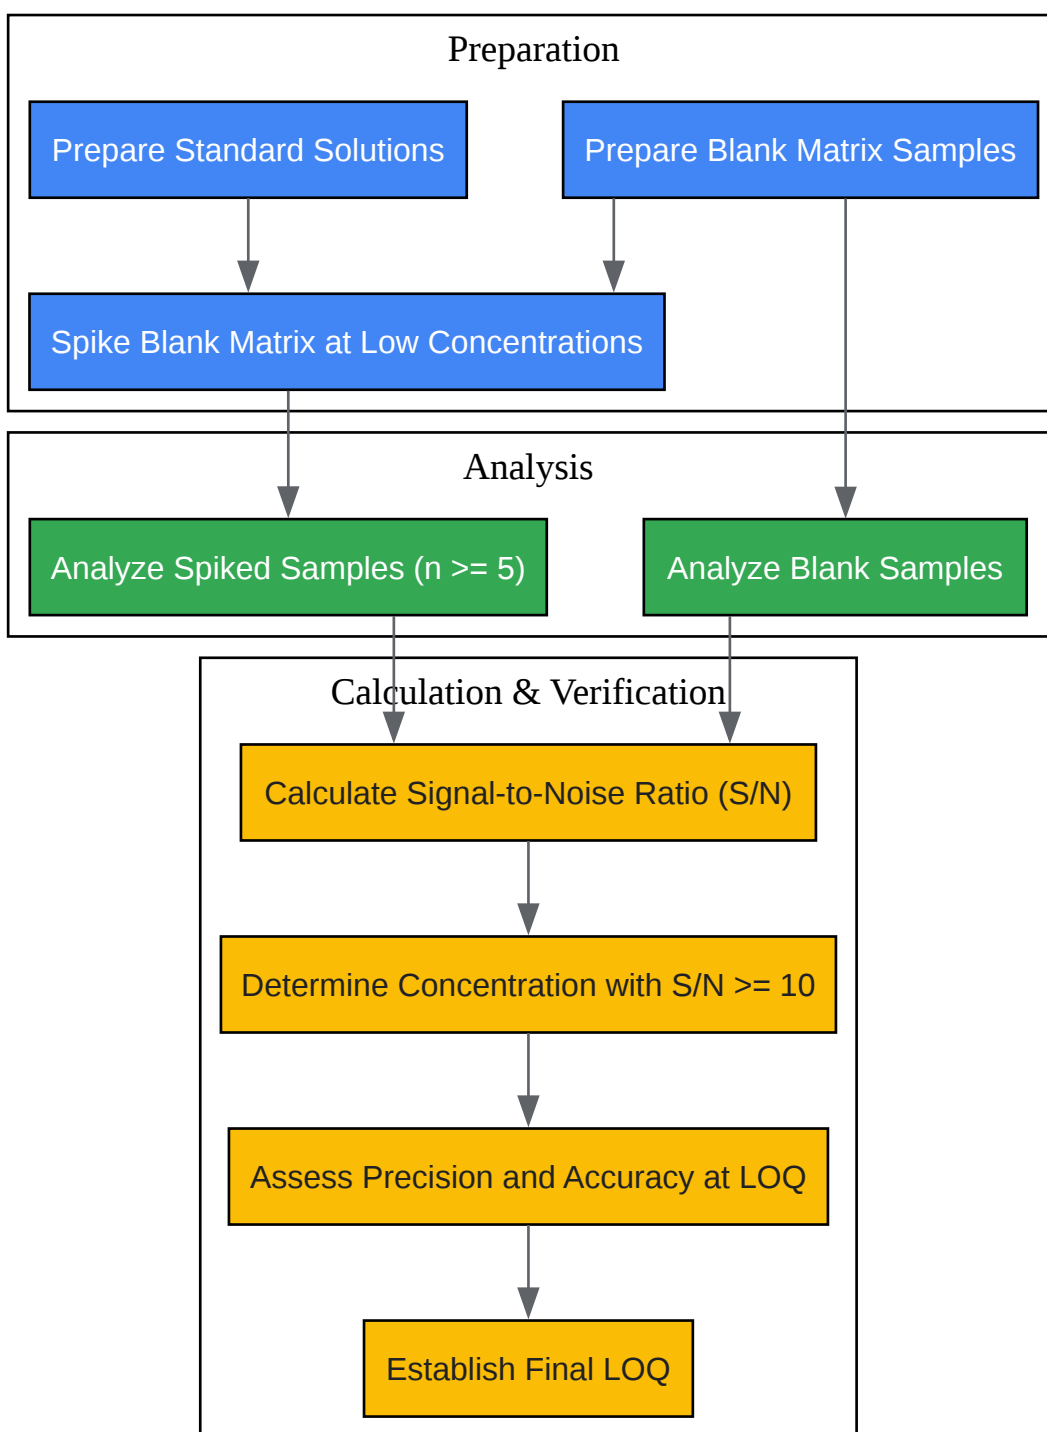 Preparation
Prepare Standard Solutions
Prepare Blank Matrix Samples
Spike Blank Matrix at Low Concentrations
Analysis
Analyze Spiked Samples (n >= 5)
Analyze Blank Samples
Calculation & Verification
Calculate Signal-to-Noise Ratio (S/N)
Determine Concentration with S/N >= 10
Assess Precision and Accuracy at LOQ
Establish Final LOQ